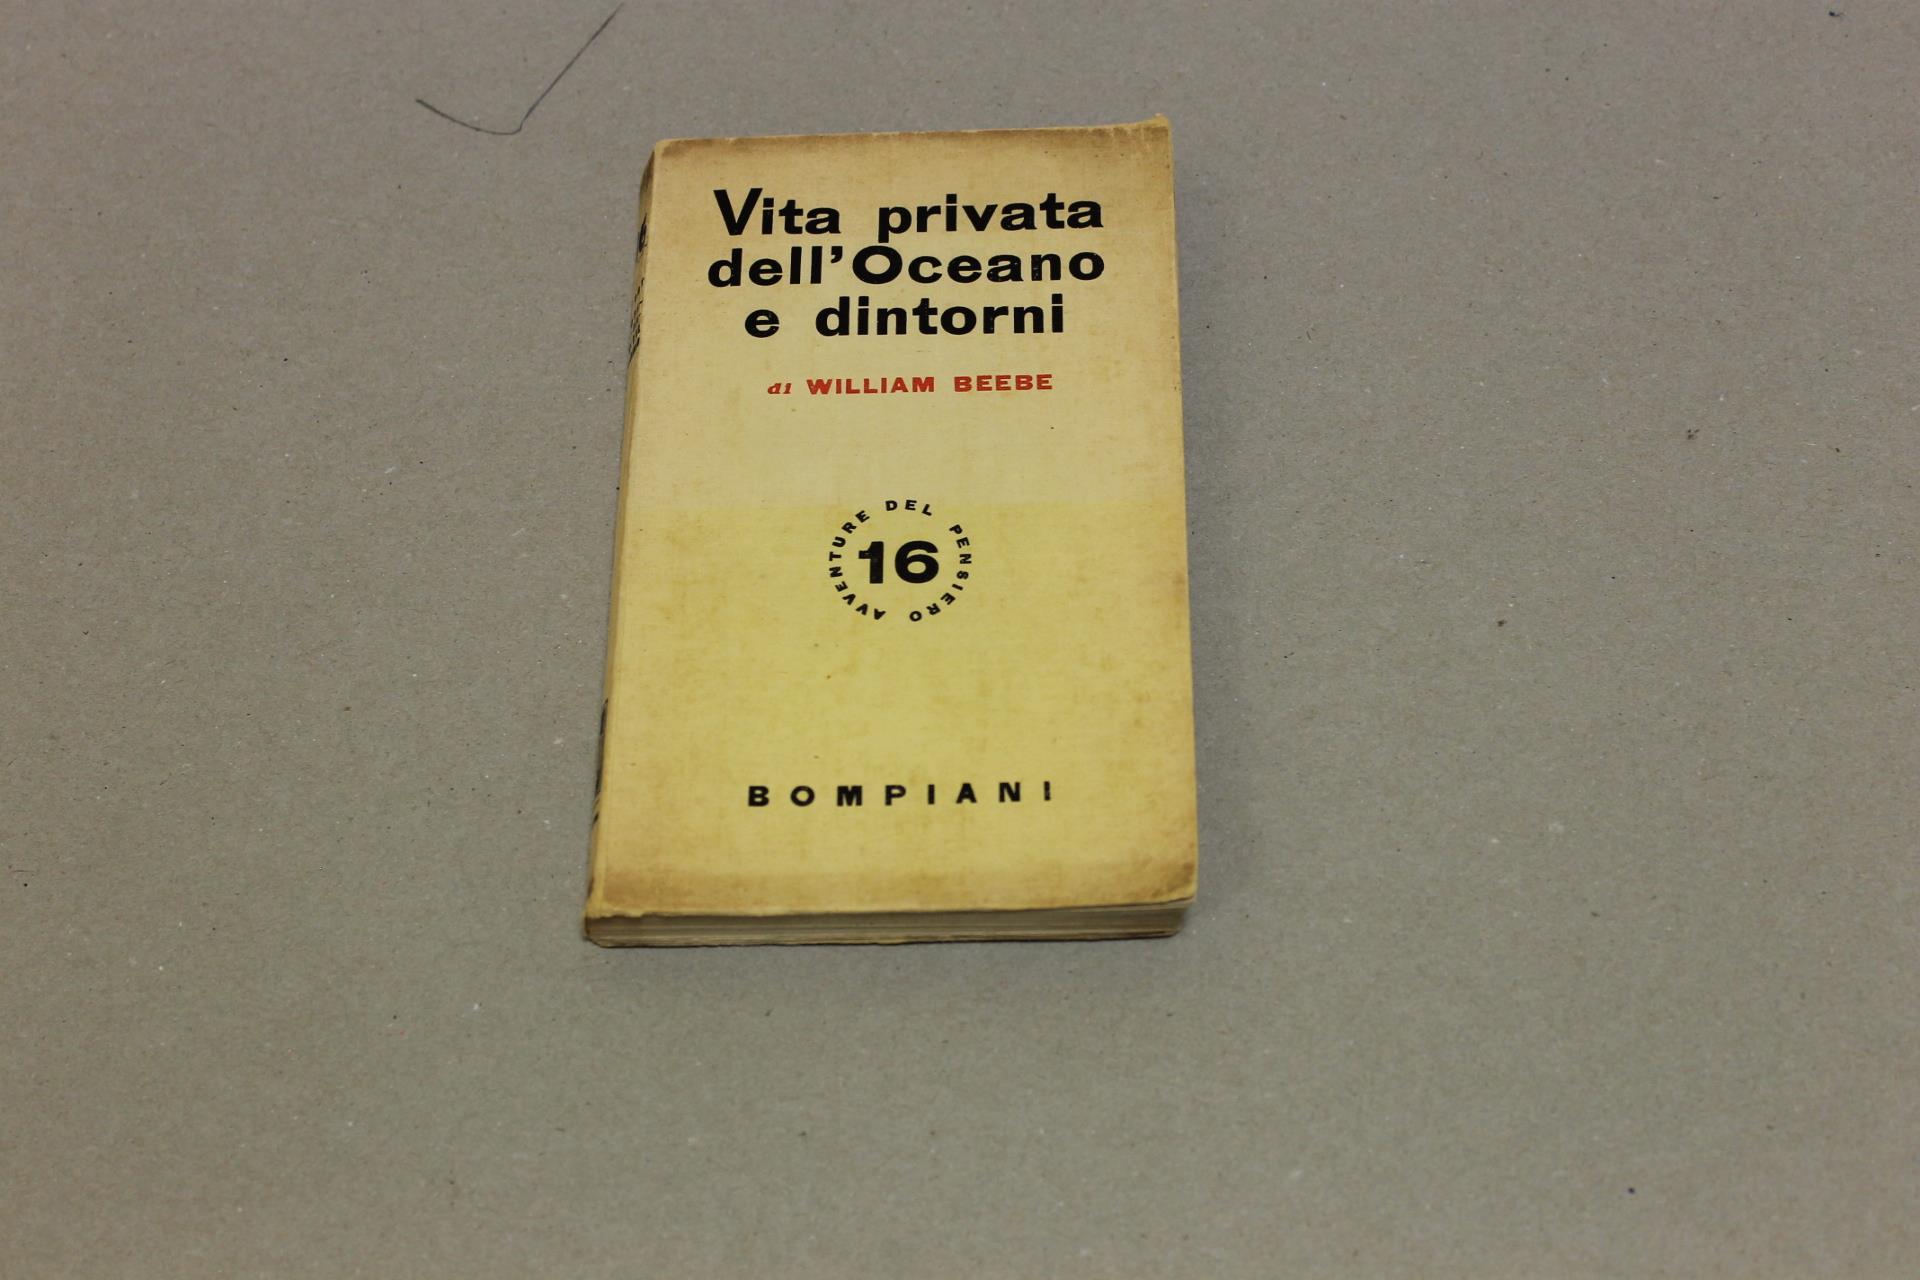 Vita privata
dell'Oceano
e dintorni
di WILLIAM BEEBE
AVVENTURE DEL PENSIERO
16
BOMPIANI